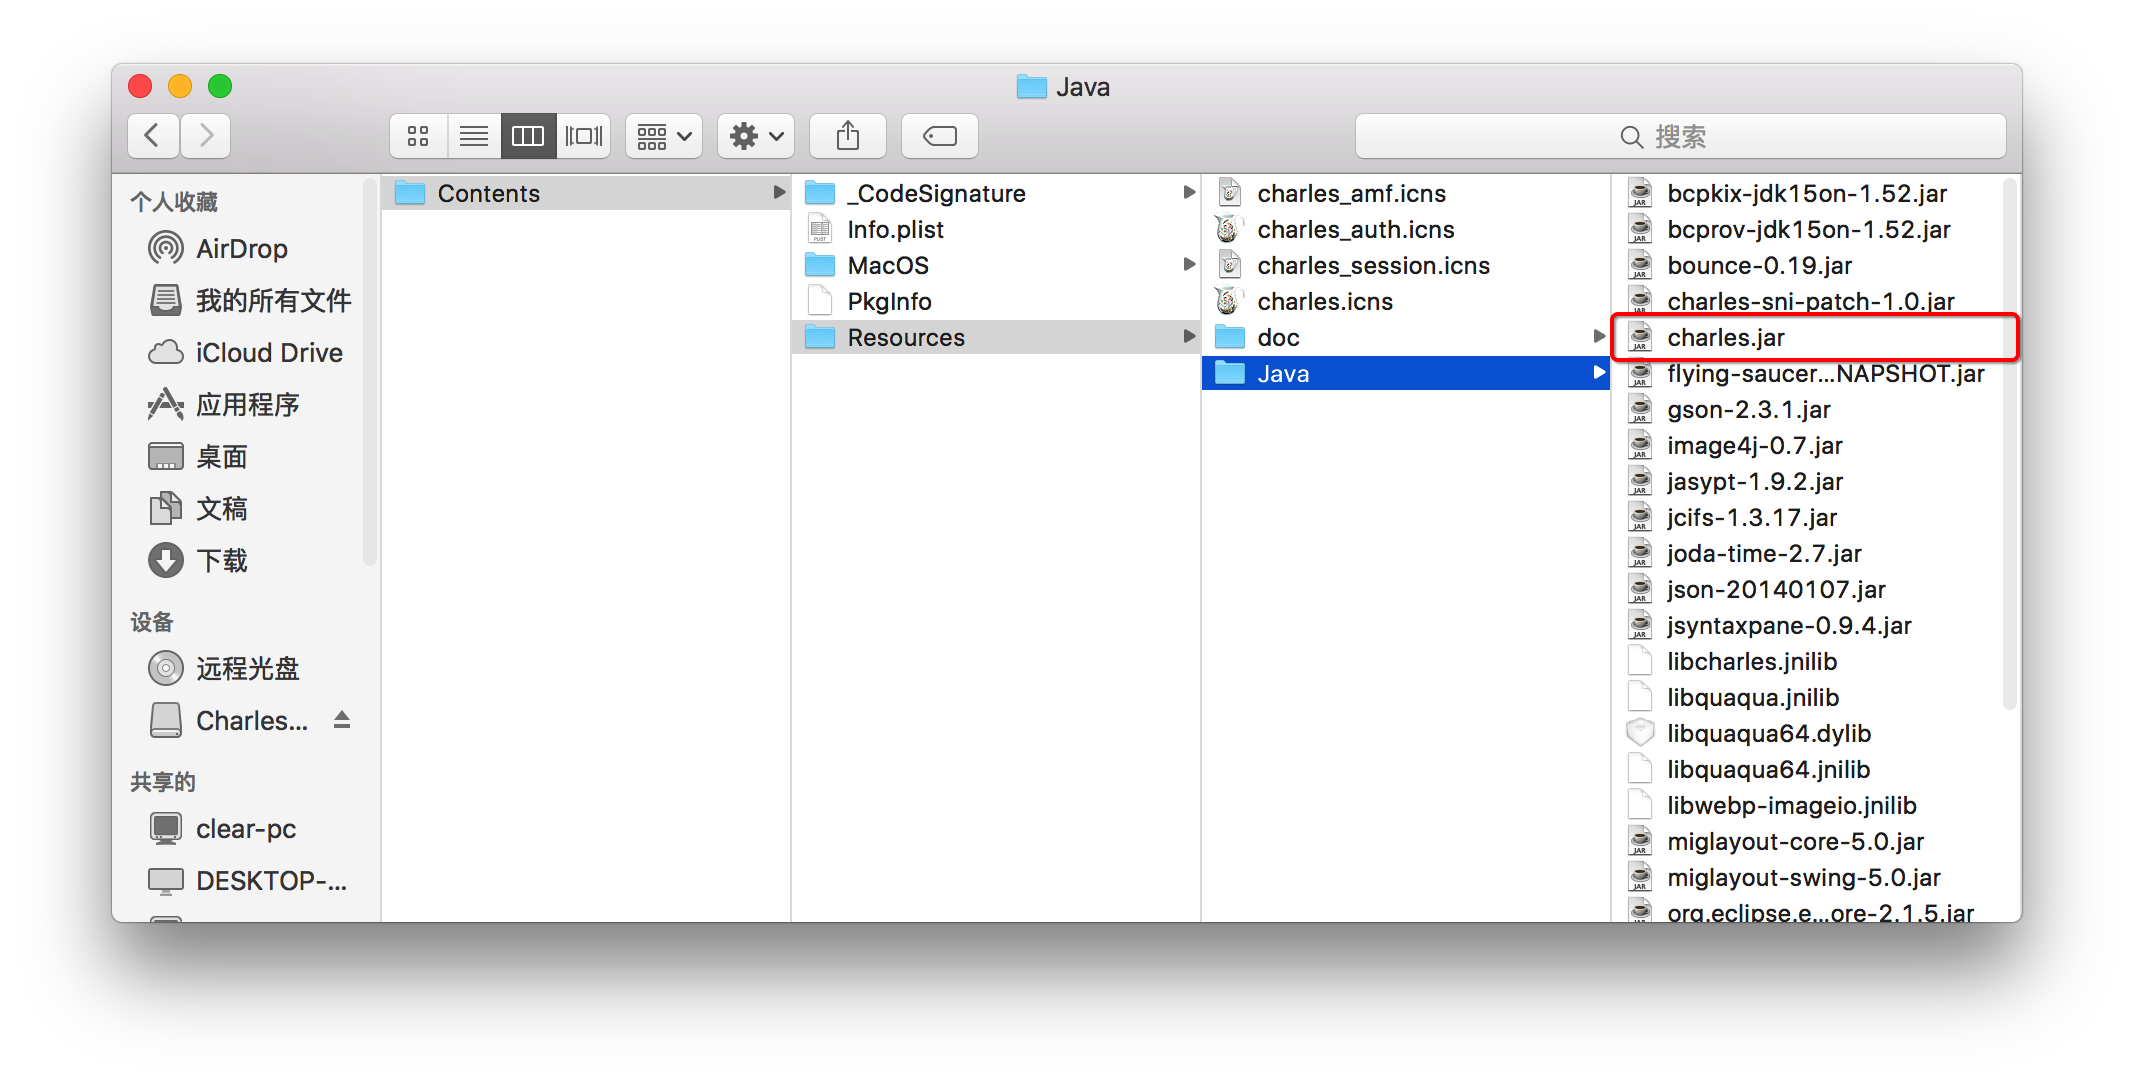 Java
搜索
个人收藏
AirDrop
我的所有文件
iCloud Drive
应用程序
桌面
文稿
下载
设备
远程光盘
Charles...
共享的
clear-pc
DESKTOP-...
Contents
_CodeSignature
Info.plist
MacOS
PkgInfo
Resources
charles_amf.icns
charles_auth.icns
charles_session.icns
charles.icns
doc
Java
bcpkix-jdk15on-1.52.jar
bcprov-jdk15on-1.52.jar
bounce-0.19.jar
charles-sni-patch-1.0.jar
charles.jar
flying-saucer...NAPSHOT.jar
gson-2.3.1.jar
image4j-0.7.jar
jasypt-1.9.2.jar
jcifs-1.3.17.jar
joda-time-2.7.jar
json-20140107.jar
jsyntaxpane-0.9.4.jar
libcharles.jnilib
libquaqua.jnilib
libquaqua64.dylib
libquaqua64.jnilib
libwebp-imageio.jnilib
miglayout-core-5.0.jar
miglayout-swing-5.0.jar
org.eclipse.e...ore-2.1.5.jar